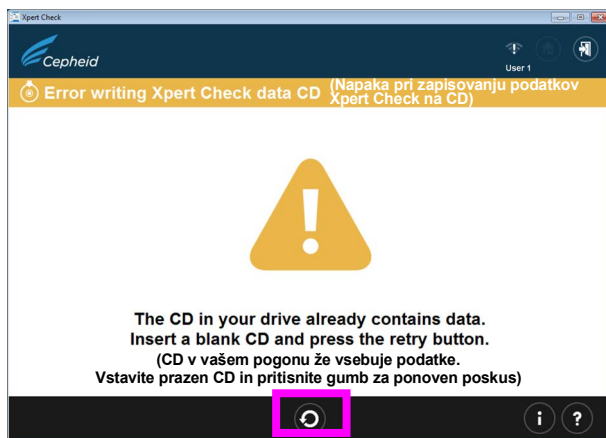 Xpert Check
Cepheid
User 1
Error writing Xpert Check data CD (Napaka pri zapisovanju podatkov
Xpert Check na CD)
!
The CD in your drive already contains data.
Insert a blank CD and press the retry button.
(CD v vašem pogonu že vsebuje podatke.
Vstavite prazen CD in pritisnite gumb za ponoven poskus)
i ?